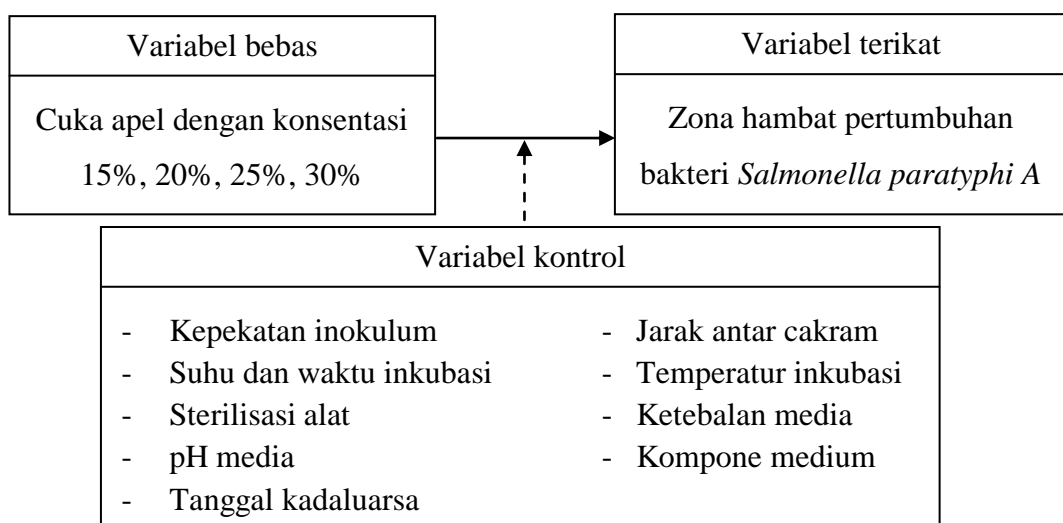 Variabel bebas
Cuka apel dengan konsentasi
15%, 20%, 25%, 30%
Variabel terikat
Zona hambat pertumbuhan
bakteri Salmonella paratyphi A
Variabel kontrol
- Kepekatan inokulum
- Suhu dan waktu inkubasi
- Sterilisasi alat
- pH media
- Tanggal kadaluarsa
- Jarak antar cakram
- Temperatur inkubasi
- Ketebalan media
- Kompone medium